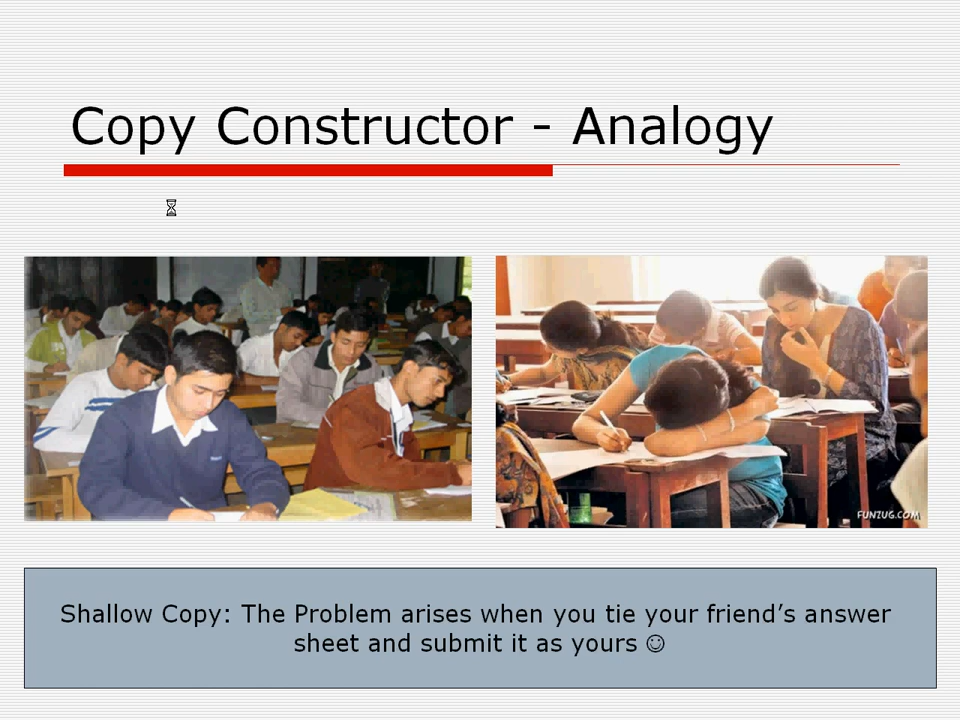 Copy Constructor - Analogy
FUNZUG.COM
Shallow Copy: The Problem arises when you tie your friend’s answer
sheet and submit it as yours ☺